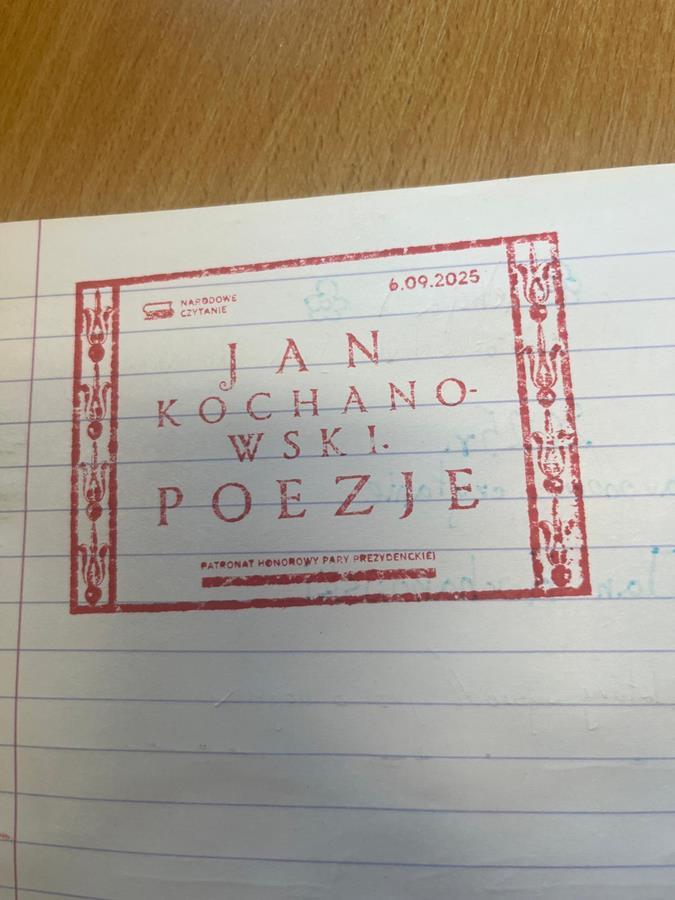 NARODOWE
CZYTANIE
6.09.2025
JAN
KOCHANO-
WSKI.
POEZJE
PATRONAT HONOROWY PARY PREZYDENCKIEJ